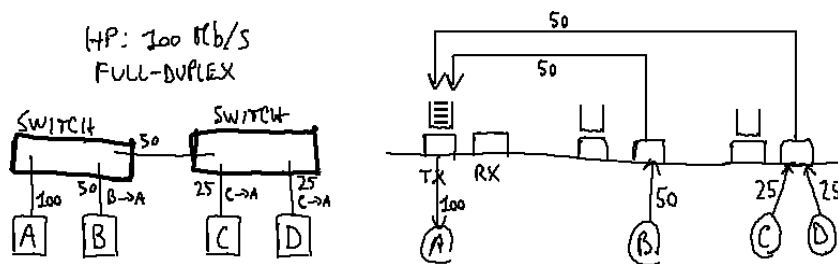 HP: 100 Mb/s
FULL-DUPLEX
SWITCH
SWITCH
50
100
50
B→A
25
C→A
25
C→A
A
B
C
D
50
50
TX
RX
100
50
25
25
A
B
C
D